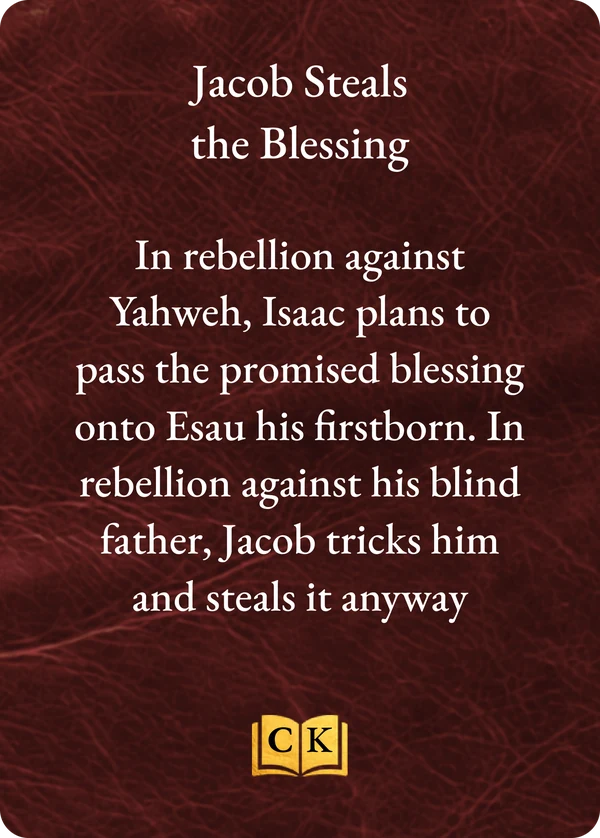 Jacob Steals
the Blessing
In rebellion against
Yahweh, Isaac plans to
pass the promised blessing
onto Esau his firstborn. In
rebellion against his blind
father, Jacob tricks him
and steals it anyway
C K